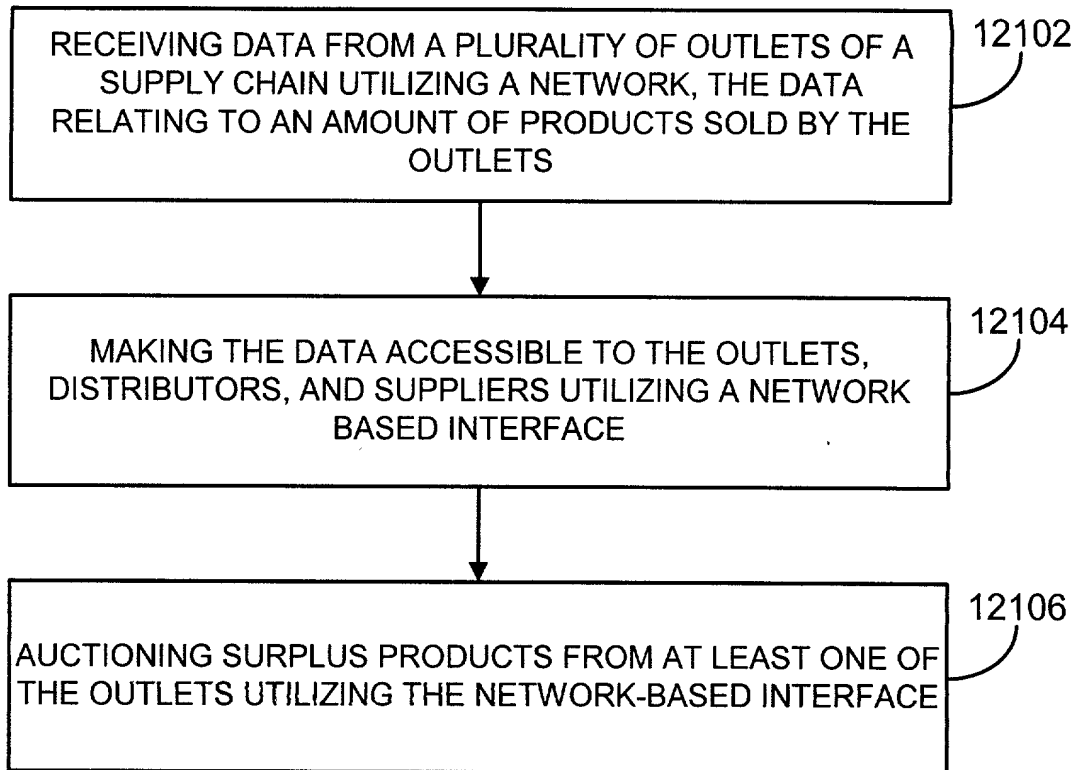 RECEIVING DATA FROM A PLURALITY OF OUTLETS OF A
SUPPLY CHAIN UTILIZING A NETWORK, THE DATA
RELATING TO AN AMOUNT OF PRODUCTS SOLD BY THE
OUTLETS
12102
MAKING THE DATA ACCESSIBLE TO THE OUTLETS,
DISTRIBUTORS, AND SUPPLIERS UTILIZING A NETWORK
BASED INTERFACE
12104
AUCTIONING SURPLUS PRODUCTS FROM AT LEAST ONE OF
THE OUTLETS UTILIZING THE NETWORK-BASED INTERFACE
12106